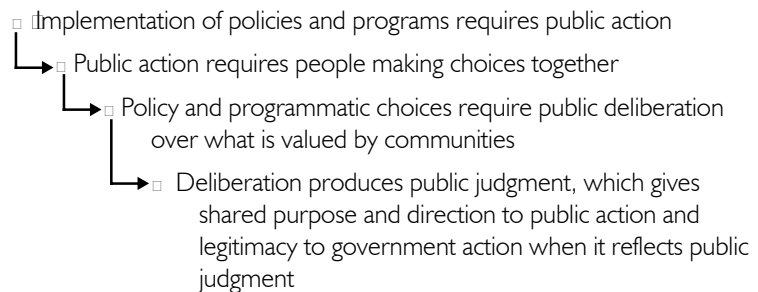 Implementation of policies and programs requires public action
Public action requires people making choices together
Policy and programmatic choices require public deliberation
over what is valued by communities
Deliberation produces public judgment, which gives
shared purpose and direction to public action and
legitimacy to government action when it reflects public
judgment